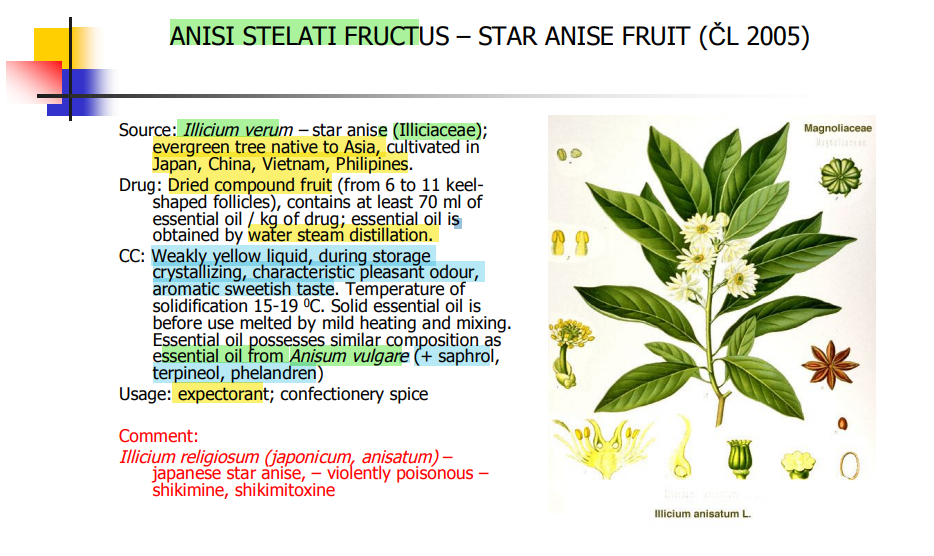 ANISI STELATI FRUCTUS – STAR ANISE FRUIT (ČL 2005)
Source: Illicium verum – star anise (Illiciaceae);
evergreen tree native to Asia, cultivated in
Japan, China, Vietnam, Philipines.
Drug: Dried compound fruit (from 6 to 11 keel-
shaped follicles), contains at least 70 ml of
essential oil / kg of drug; essential oil is
obtained by water steam distillation.
CC: Weakly yellow liquid, during storage
crystallizing, characteristic pleasant odour,
aromatic sweetish taste. Temperature of
solidification 15-19 ⁰C. Solid essential oil is
before use melted by mild heating and mixing.
Essential oil possesses similar composition as
essential oil from Anisum vulgare (+ saphrol,
terpineol, phelandren)
Usage: expectorant; confectionery spice
Comment:
Illicium religiosum (japonicum, anisatum) –
japanese star anise, – violently poisonous –
shikimine, shikimitoxine
Magnoliaceae
Illicium anisatum L.